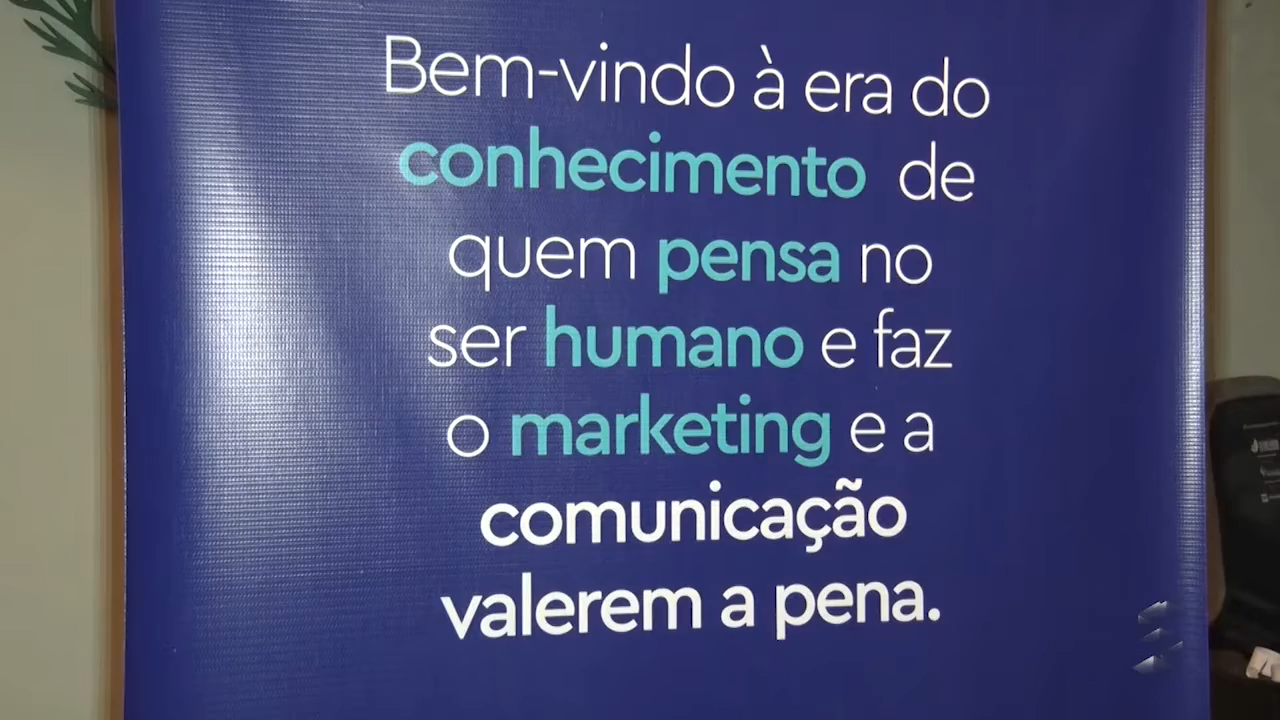 Bem-vindo à era do
conhecimento de
quem pensa no
ser humano e faz
o marketing e a
comunicação
valerem a pena.